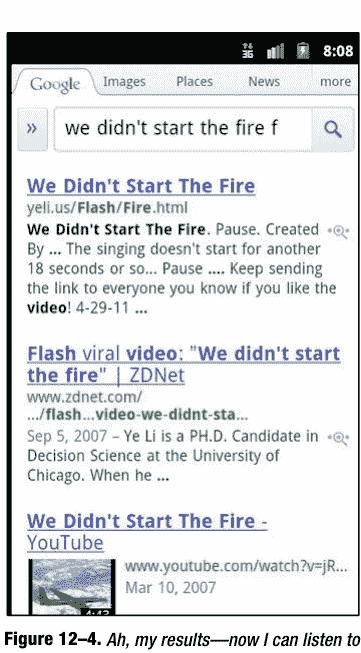 3G 8:08
Google Images Places News more
» we didn't start the fire f
We Didn't Start The Fire
yeli.us/Flash/Fire.html
We Didn't Start The Fire. Pause. Created
By ... The singing doesn't start for another
18 seconds or so... Pause .... Keep sending
the link to everyone you know if you like the
video! 4-29-11 ...
Flash viral video: "We didn't start
the fire" | ZDNet
www.zdnet.com/
.../flash...video-we-didnt-sta...
Sep 5, 2007 – Ye Li is a PH.D. Candidate in
Decision Science at the University of
Chicago. When he ...
We Didn't Start The Fire -
YouTube
www.youtube.com/watch?v=jR...
Mar 10, 2007
Figure 12–4. Ah, my results—now I can listen to